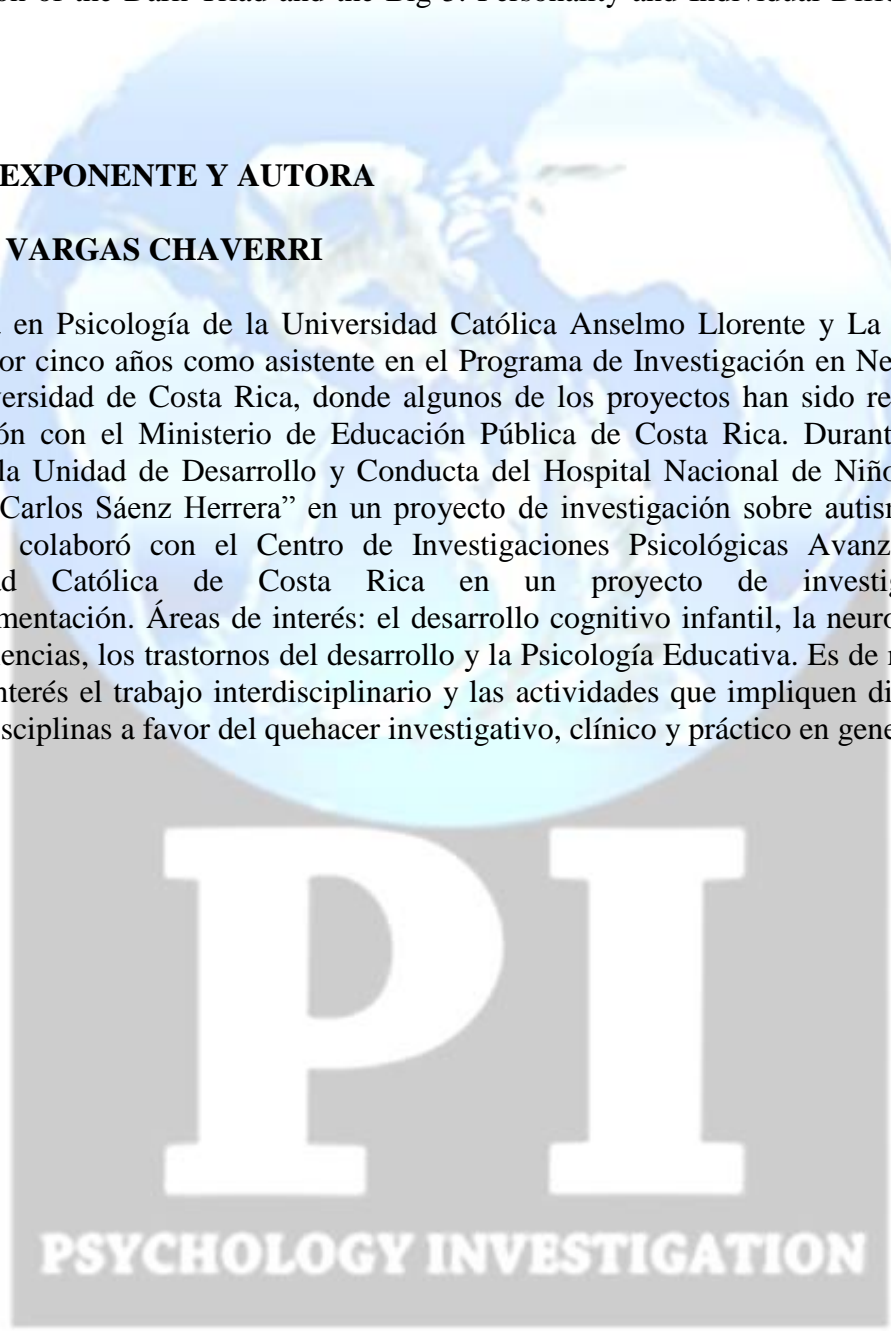 on of the Dark Triad and the Big 5. Personality and Individual Diffe
EXPONENTE Y AUTORA
VARGAS CHAVERRI
en Psicología de la Universidad Católica Anselmo Llorente y La
or cinco años como asistente en el Programa de Investigación en Ne
versidad de Costa Rica, donde algunos de los proyectos han sido re
ón con el Ministerio de Educación Pública de Costa Rica. Durant
la Unidad de Desarrollo y Conducta del Hospital Nacional de Niño
Carlos Sáenz Herrera” en un proyecto de investigación sobre autis
colaboró con el Centro de Investigaciones Psicológicas Avanz
ad Católica de Costa Rica en un proyecto de investig
mentación. Áreas de interés: el desarrollo cognitivo infantil, la neuro
encias, los trastornos del desarrollo y la Psicología Educativa. Es de
nterés el trabajo interdisciplinario y las actividades que impliquen di
sciplinas a favor del quehacer investigativo, clínico y práctico en gene
PI
PSYCHOLOGY INVESTIGATION